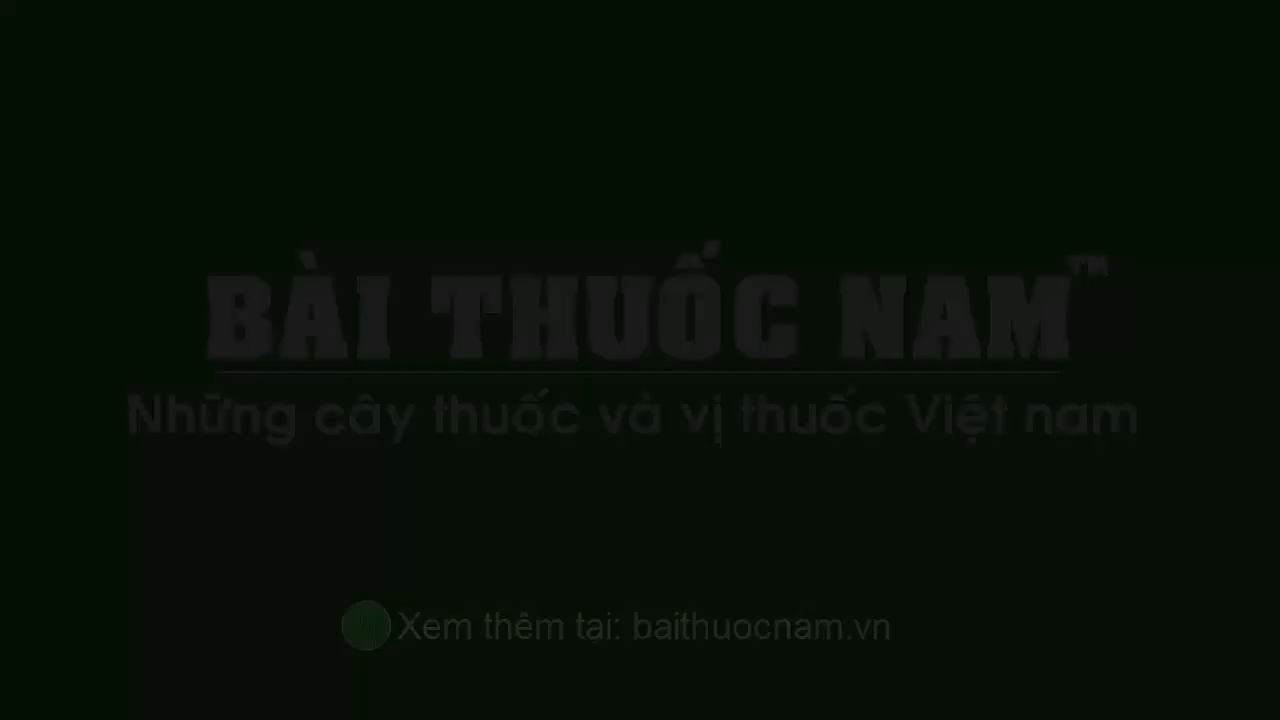 BÀI THUỐC NAM™
Những cây thuốc và vị thuốc Việt nam
Xem thêm tại: baithuocnam.vn